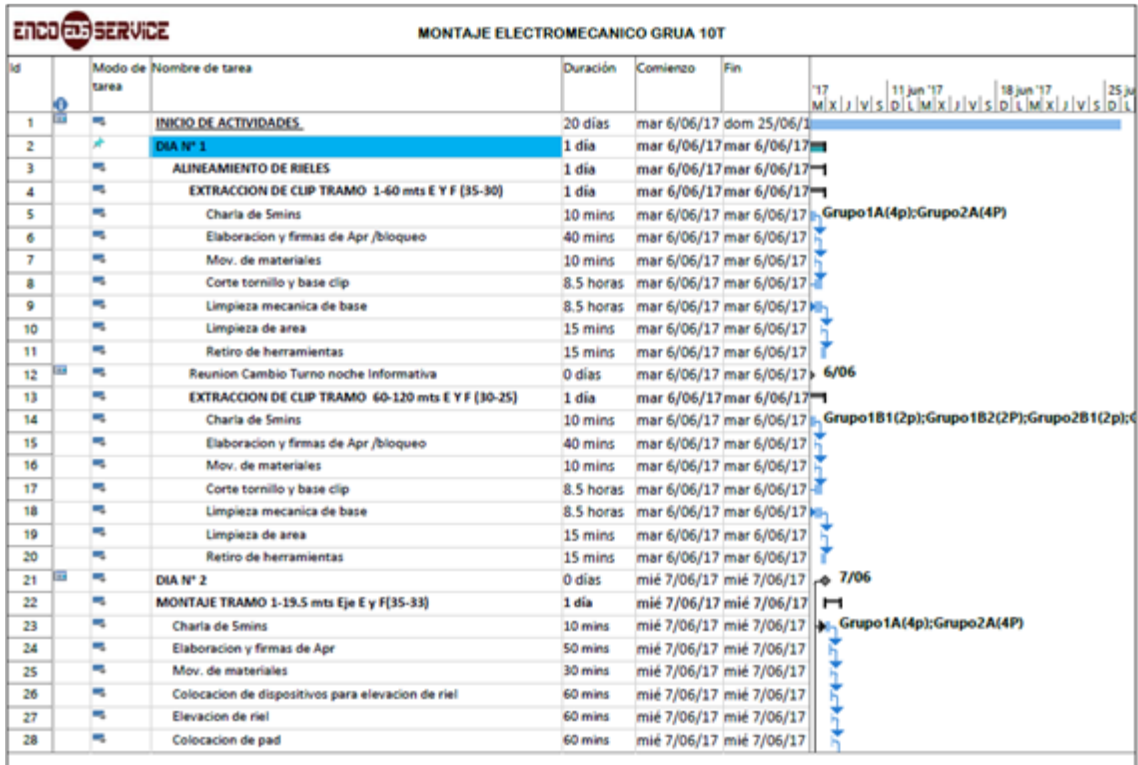 ENCO EDS SERVICE
MONTAJE ELECTROMECANICO GRUA 10T
Id Modo de tarea Nombre de tarea Duración Comienzo Fin
'17 11 jun '17 18 jun '17 25 ju
M X J V S D L M X J V S D L M X J V S D L
1 INICIO DE ACTIVIDADES 20 días mar 6/06/17 dom 25/06/1
2 DIA N° 1 1 día mar 6/06/17 mar 6/06/17
3 ALINEAMIENTO DE RIELES 1 día mar 6/06/17 mar 6/06/17
4 EXTRACCION DE CLIP TRAMO 1-60 mts E Y F (35-30) 1 día mar 6/06/17 mar 6/06/17
5 Charla de 5mins 10 mins mar 6/06/17 mar 6/06/17 Grupo1A(4p);Grupo2A(4P)
6 Elaboracion y firmas de Apr /bloqueo 40 mins mar 6/06/17 mar 6/06/17
7 Mov. de materiales 10 mins mar 6/06/17 mar 6/06/17
8 Corte tornillo y base clip 8.5 horas mar 6/06/17 mar 6/06/17
9 Limpieza mecanica de base 8.5 horas mar 6/06/17 mar 6/06/17
10 Limpieza de area 15 mins mar 6/06/17 mar 6/06/17
11 Retiro de herramientas 15 mins mar 6/06/17 mar 6/06/17
12 Reunion Cambio Turno noche Informativa 0 días mar 6/06/17 mar 6/06/17 6/06
13 EXTRACCION DE CLIP TRAMO 60-120 mts E Y F (30-25) 1 día mar 6/06/17 mar 6/06/17
14 Charla de 5mins 10 mins mar 6/06/17 mar 6/06/17 Grupo1B1(2p);Grupo1B2(2P);Grupo2B1(2p);
15 Elaboracion y firmas de Apr /bloqueo 40 mins mar 6/06/17 mar 6/06/17
16 Mov. de materiales 10 mins mar 6/06/17 mar 6/06/17
17 Corte tornillo y base clip 8.5 horas mar 6/06/17 mar 6/06/17
18 Limpieza mecanica de base 8.5 horas mar 6/06/17 mar 6/06/17
19 Limpieza de area 15 mins mar 6/06/17 mar 6/06/17
20 Retiro de herramientas 15 mins mar 6/06/17 mar 6/06/17
21 DIA N° 2 0 días mié 7/06/17 mié 7/06/17 7/06
22 MONTAJE TRAMO 1-19.5 mts Eje E y F(35-33) 1 día mié 7/06/17 mié 7/06/17
23 Charla de 5mins 10 mins mié 7/06/17 mié 7/06/17 Grupo1A(4p);Grupo2A(4P)
24 Elaboracion y firmas de Apr 50 mins mié 7/06/17 mié 7/06/17
25 Mov. de materiales 30 mins mié 7/06/17 mié 7/06/17
26 Colocacion de dispositivos para elevacion de riel 60 mins mié 7/06/17 mié 7/06/17
27 Elevacion de riel 60 mins mié 7/06/17 mié 7/06/17
28 Colocacion de pad 60 mins mié 7/06/17 mié 7/06/17